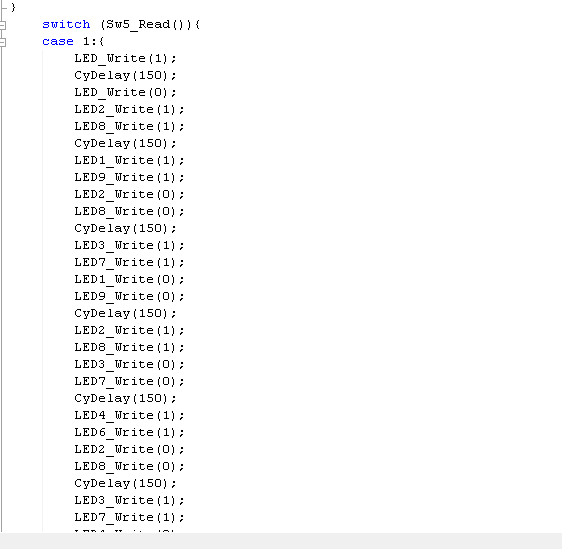 }
switch (Sw5_Read()){
case 1:{
LED_Write(1);
CyDelay(150);
LED_Write(0);
LED2_Write(1);
LED8_Write(1);
CyDelay(150);
LED1_Write(1);
LED9_Write(1);
LED2_Write(0);
LED8_Write(0);
CyDelay(150);
LED3_Write(1);
LED7_Write(1);
LED1_Write(0);
LED9_Write(0);
CyDelay(150);
LED2_Write(1);
LED8_Write(1);
LED3_Write(0);
LED7_Write(0);
CyDelay(150);
LED4_Write(1);
LED6_Write(1);
LED2_Write(0);
LED8_Write(0);
CyDelay(150);
LED3_Write(1);
LED7_Write(1);